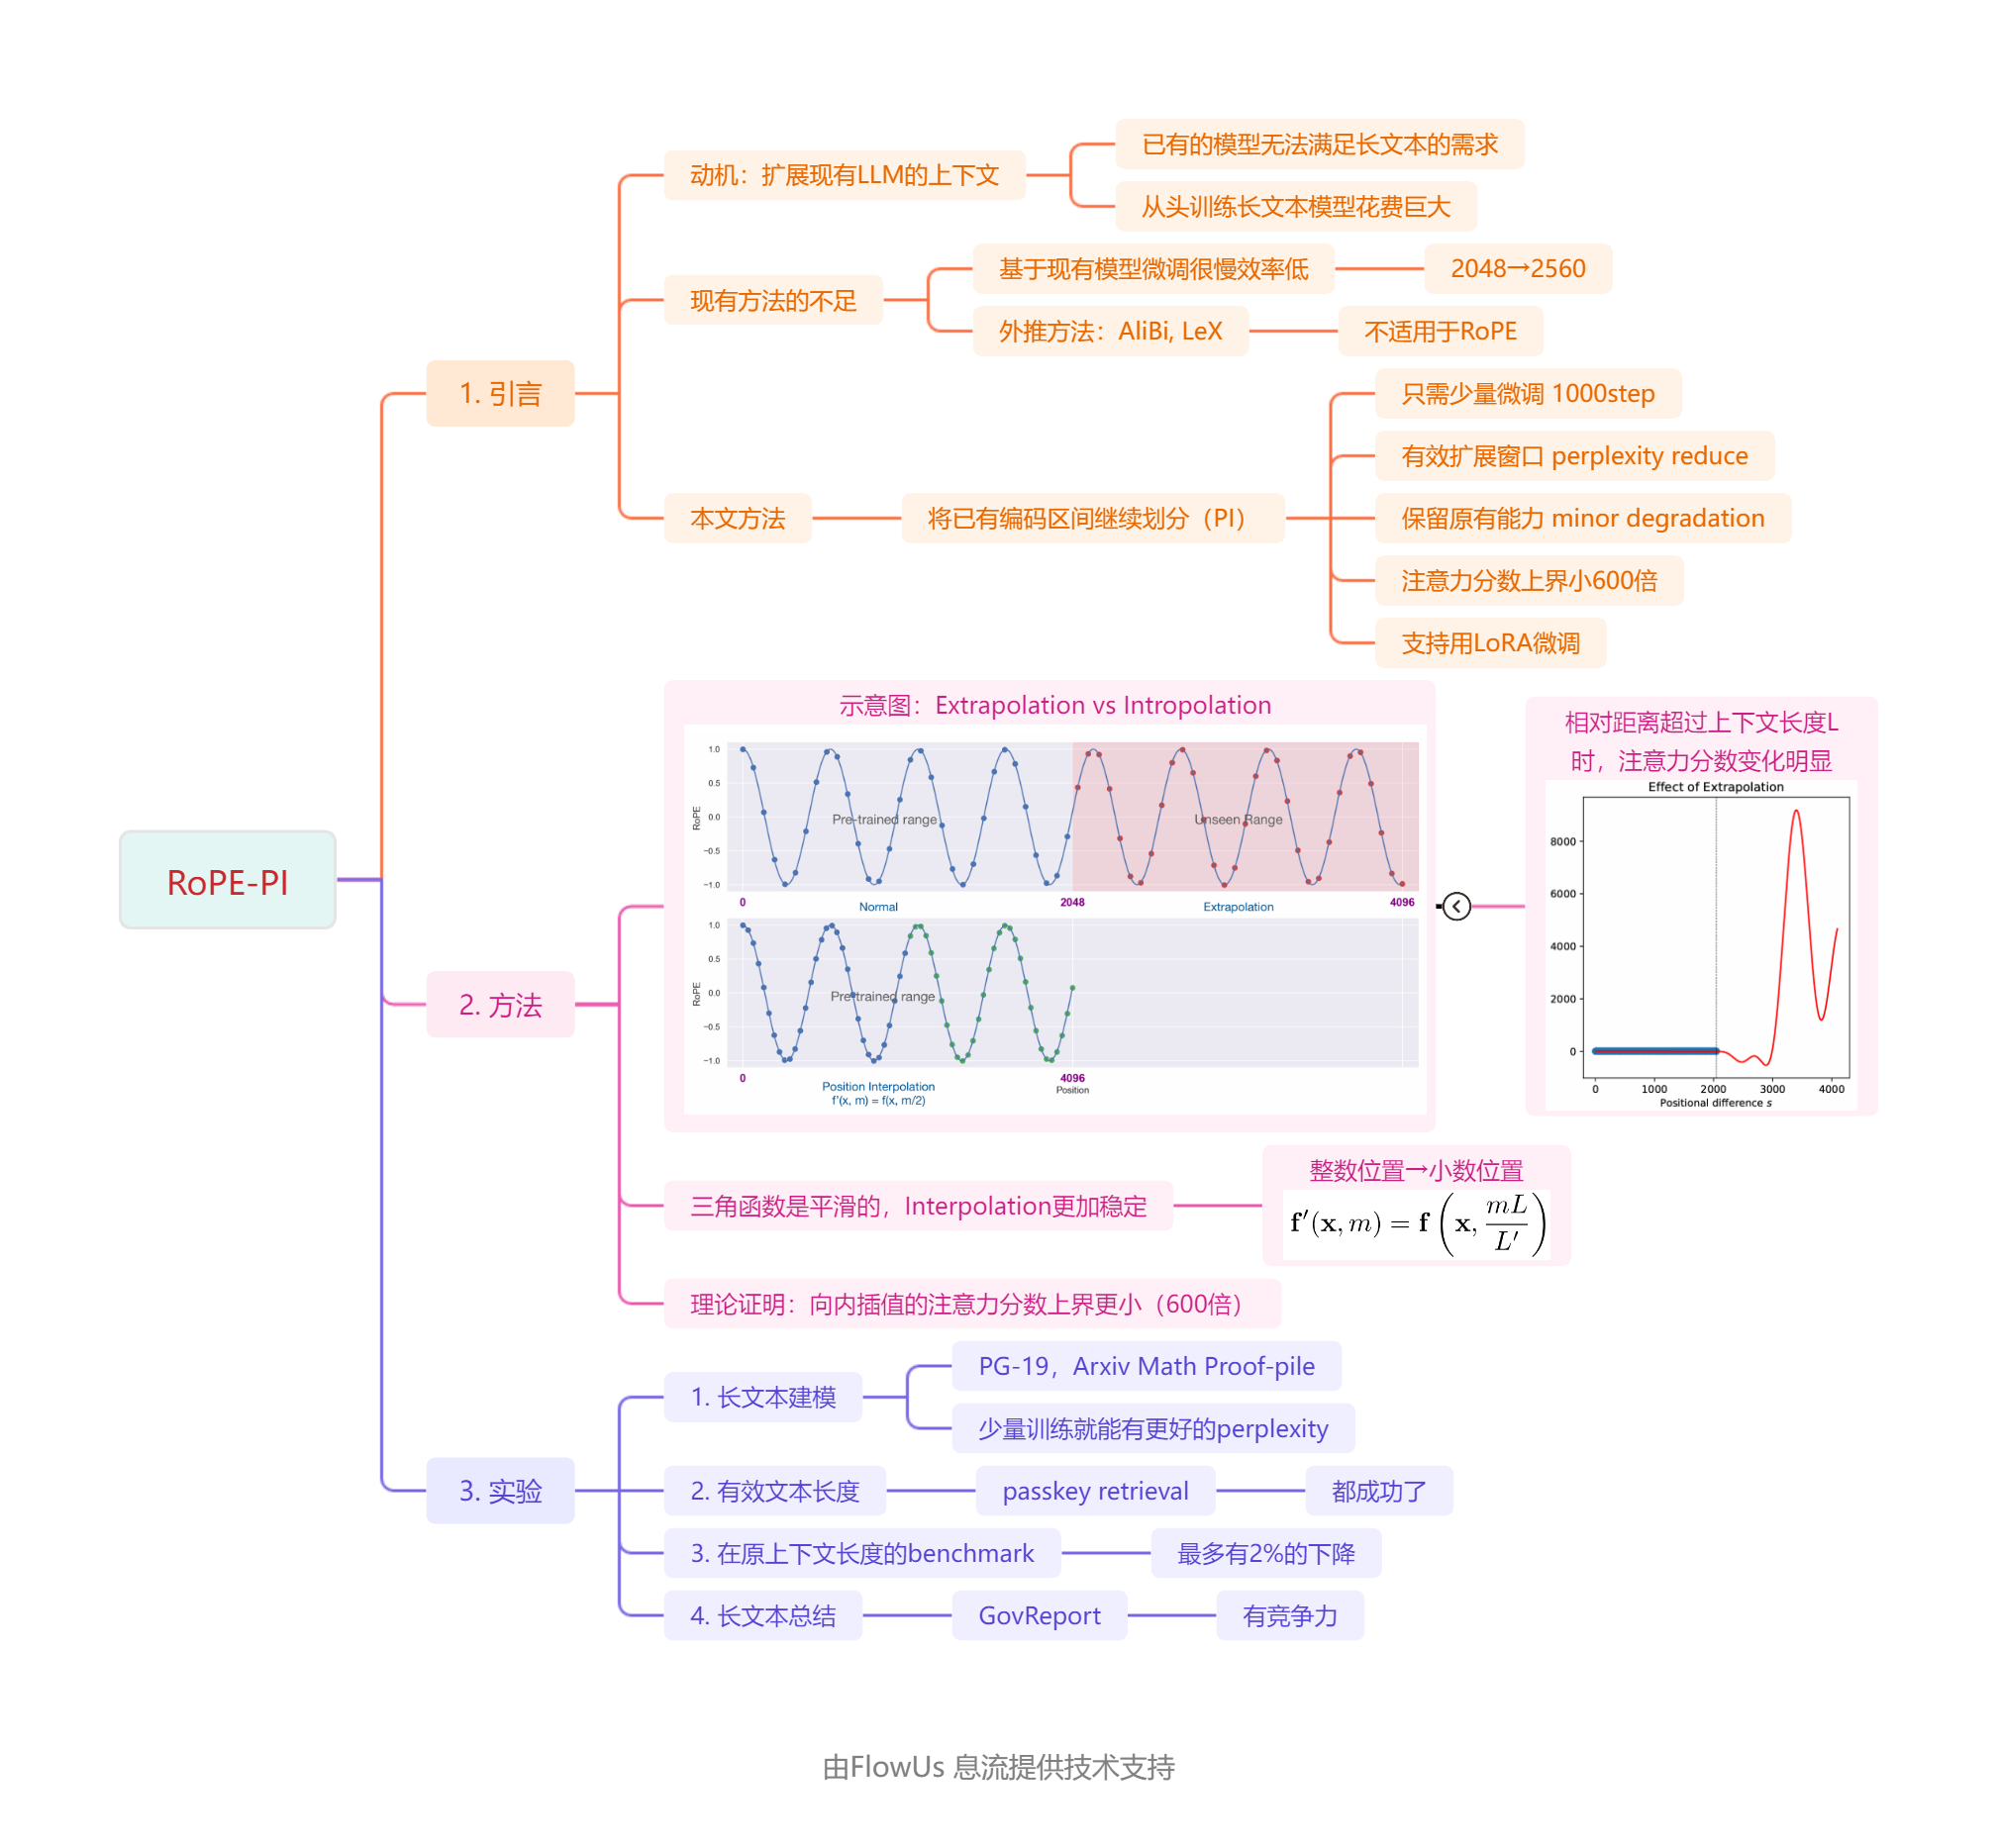 RoPE-PI
1. 引言
动机：扩展现有LLM的上下文
已有的模型无法满足长文本的需求
从头训练长文本模型花费巨大
现有方法的不足
基于现有模型微调很慢效率低
2048→2560
外推方法：AliBi, LeX
不适用于RoPE
本文方法
将已有编码区间继续划分（PI）
只需少量微调 1000step
有效扩展窗口 perplexity reduce
保留原有能力 minor degradation
注意力分数上界小600倍
支持用LoRA微调
2. 方法
示意图：Extrapolation vs Intropolation
1.0
0.5
0.0
−0.5
−1.0
RoPE
Pre-trained range
Unseen Range
0
2048
4096
Normal
Extrapolation
1.0
0.5
0.0
−0.5
−1.0
RoPE
Pre-trained range
0
4096
Position
Position Interpolation
f'(x, m) = f(x, m/2)
相对距离超过上下文长度L
时，注意力分数变化明显
Effect of Extrapolation
8000
6000
4000
2000
0
0 1000 2000 3000 4000
Positional difference s
三角函数是平滑的，Interpolation更加稳定
整数位置→小数位置
f′(x, m) = f(x, mL/L′)
理论证明：向内插值的注意力分数上界更小（600倍）
3. 实验
1. 长文本建模
PG-19，Arxiv Math Proof-pile
少量训练就能有更好的perplexity
2. 有效文本长度
passkey retrieval
都成功了
3. 在原上下文长度的benchmark
最多有2%的下降
4. 长文本总结
GovReport
有竞争力
由FlowUs 息流提供技术支持